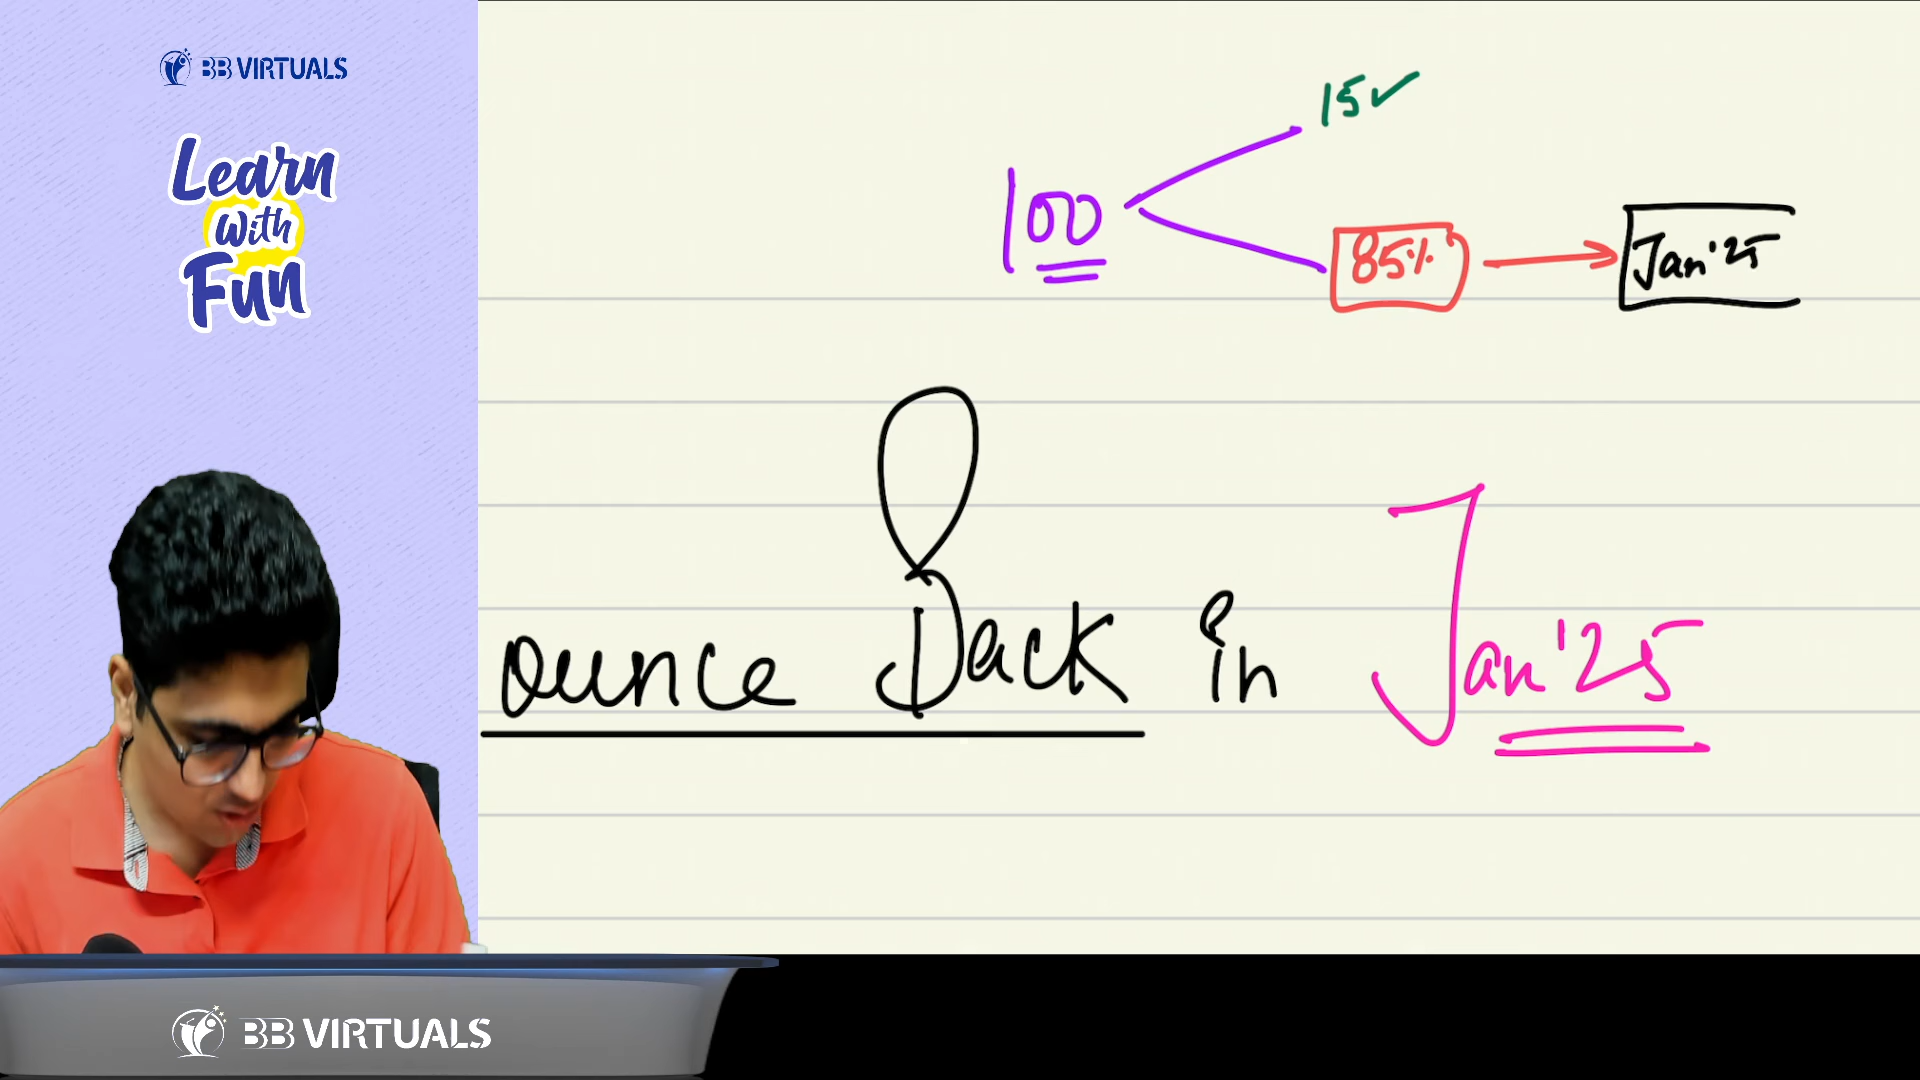 BB VIRTUALS
Learn
With
Fun
15✓
100
85%
Jan'25
ounce Back in Jan'25
BB VIRTUALS